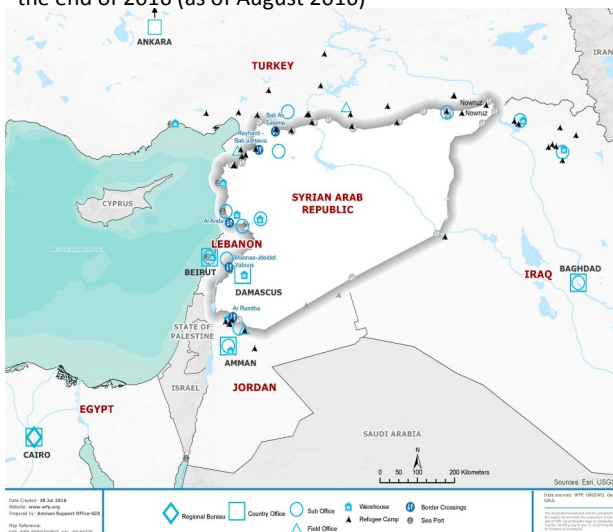 the end of 2016 (as of August 2016)
ANKARA
TURKEY
IRAN
Nowruz
Nowruz
Bab As
Salama
Reyhanli -
Bab al Hawa
CYPRUS
SYRIAN ARAB
REPUBLIC
Al Arida
LEBANON
Masnaa-Jdeidet
Yabous
BEIRUT
DAMASCUS
IRAQ
BAGHDAD
Ar Ramtha
STATE OF
PALESTINE
AMMAN
ISRAEL
JORDAN
EGYPT
CAIRO
SAUDI ARABIA
N
0 50 100 200 Kilometers
Sources: Esri, USGS
Date Created: 28 Jul 2016
Website: www.wfp.org
Prepared by: Amman Support Office-GIS
Map Reference:
Regional Bureau
Country Office
Sub Office
Field Office
Warehouse
Refugee Camp
Border Crossings
Sea Port
Data sources: WFP, UNGIWG, Ge
GAUL